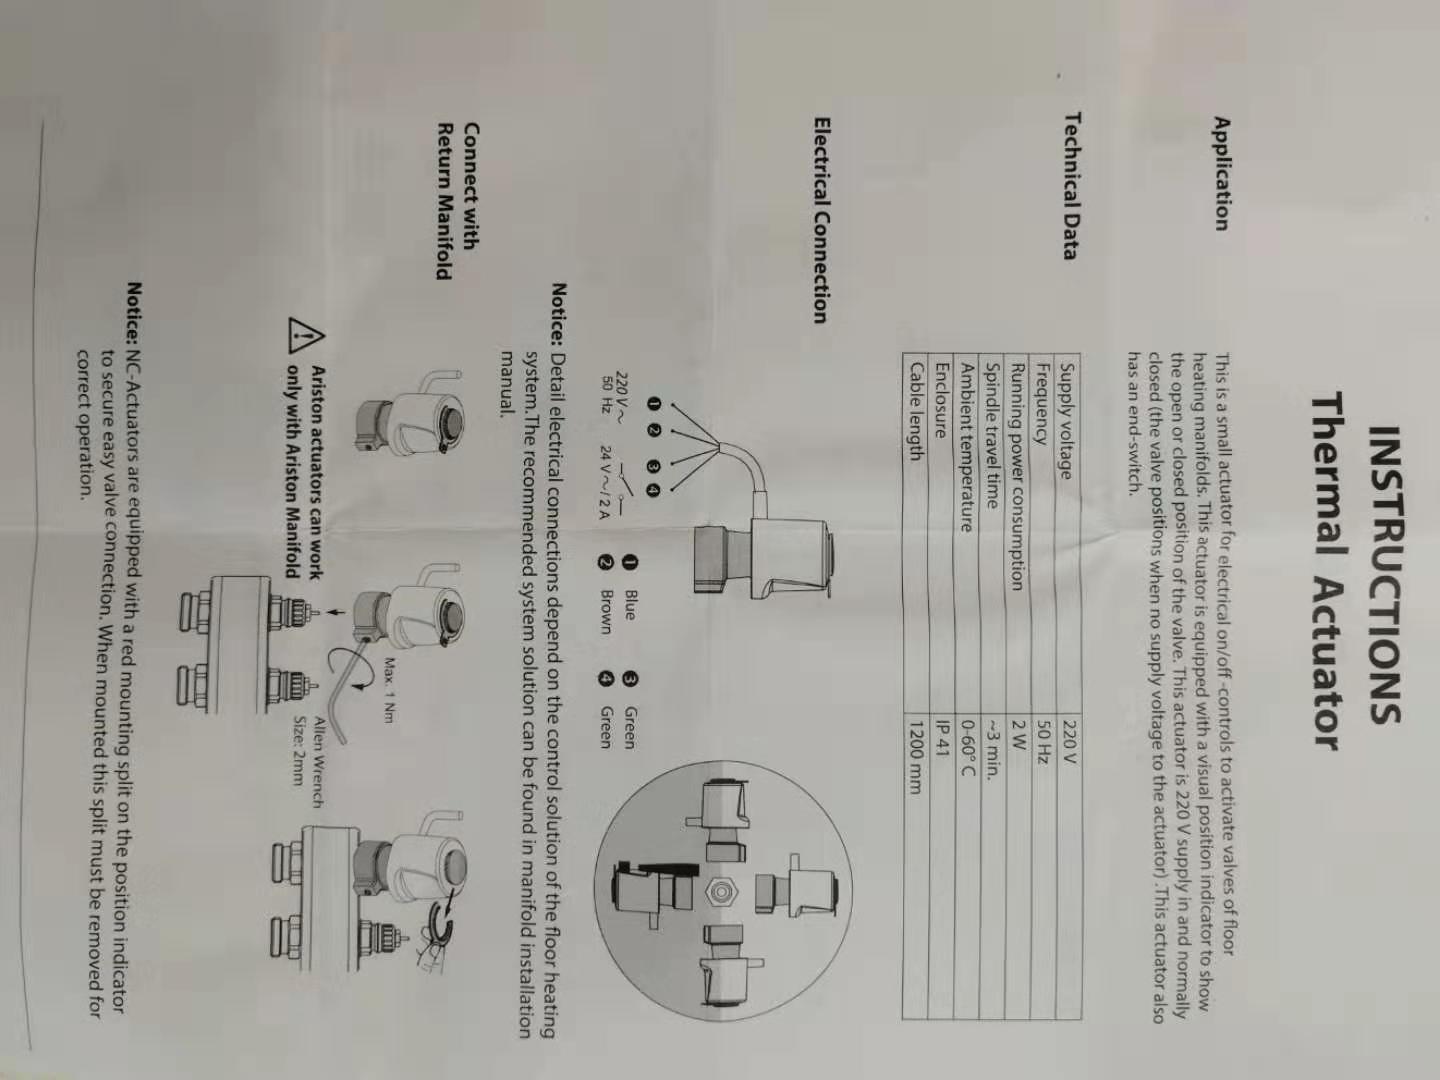 INSTRUCTIONS
Thermal Actuator
Application
This is a small actuator for electrical on/off -controls to activate valves of floor
heating manifolds. This actuator is equipped with a visual position indicator to show
the open or closed position of the valve. This actuator is 220 V supply in and normally
closed (the valve positions when no supply voltage to the actuator) .This actuator also
has an end-switch.
Technical Data
Supply voltage 220 V
Frequency 50 Hz
Running power consumption 2 W
Spindle travel time ~3 min.
Ambient temperature 0-60° C
Enclosure IP 41
Cable length 1200 mm
Electrical Connection
❶ ❷ ❸ ❹
220 V ~ 24 V ~/ 2 A
50 Hz
❶ Blue ❸ Green
❷ Brown ❹ Green
Notice: Detail electrical connections depend on the control solution of the floor heating
system.The recommended system solution can be found in manifold installation
manual.
Connect with
Return Manifold
Max. 1 Nm
Allen Wrench
Size: 2mm
Ariston actuators can work
only with Ariston Manifold
Notice: NC-Actuators are equipped with a red mounting split on the position indicator
to secure easy valve connection. When mounted this split must be removed for
correct operation.